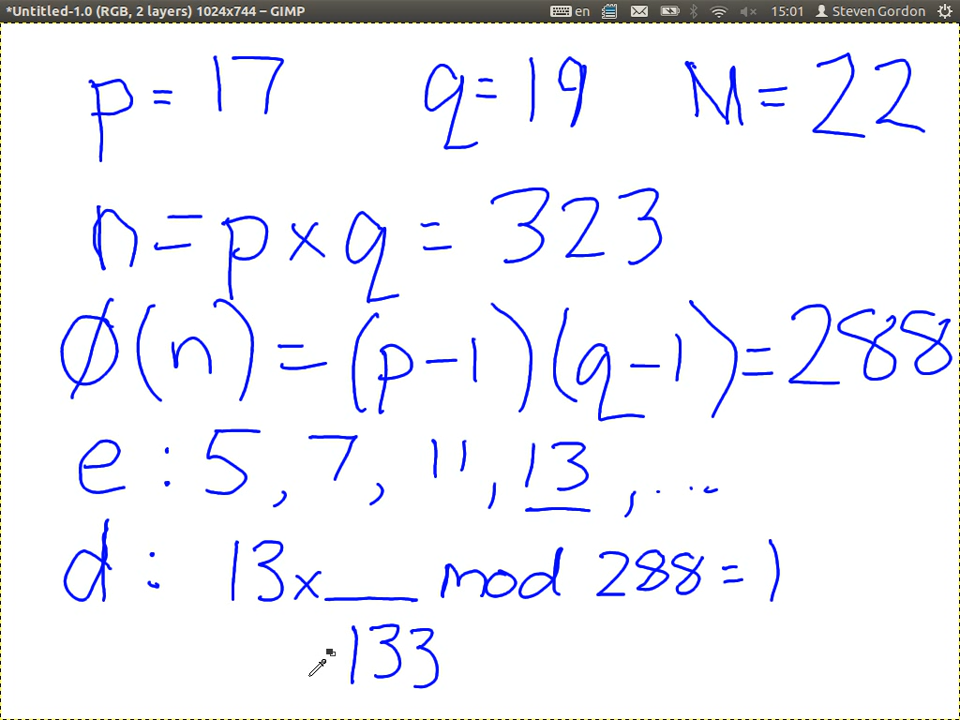 *Untitled-1.0 (RGB, 2 layers) 1024x744 – GIMP en 15:01 Steven Gordon
p = 17 q = 19 M = 22
n = p × q = 323
ϕ(n) = (p − 1)(q − 1) = 288
e : 5, 7, 11, 13, ...
d : 13 × ___ mod 288 = 1
133